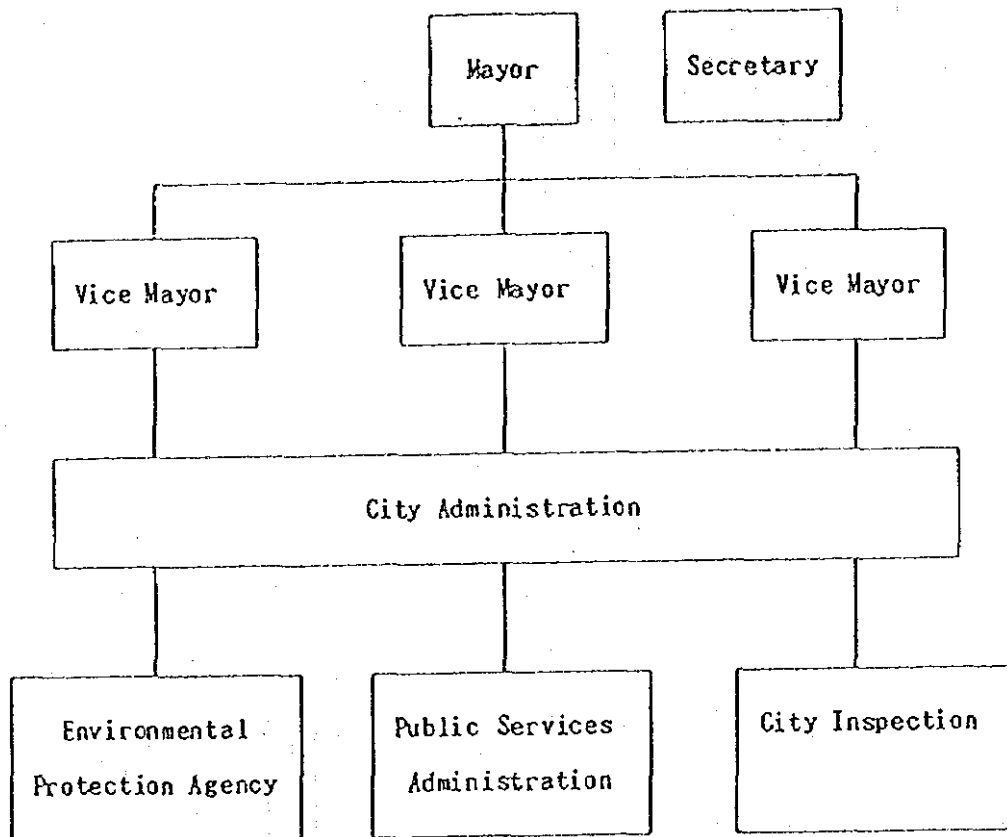 Mayor
Secretary
Vice Mayor
Vice Mayor
Vice Mayor
City Administration
Environmental
Protection Agency
Public Services
Administration
City Inspection